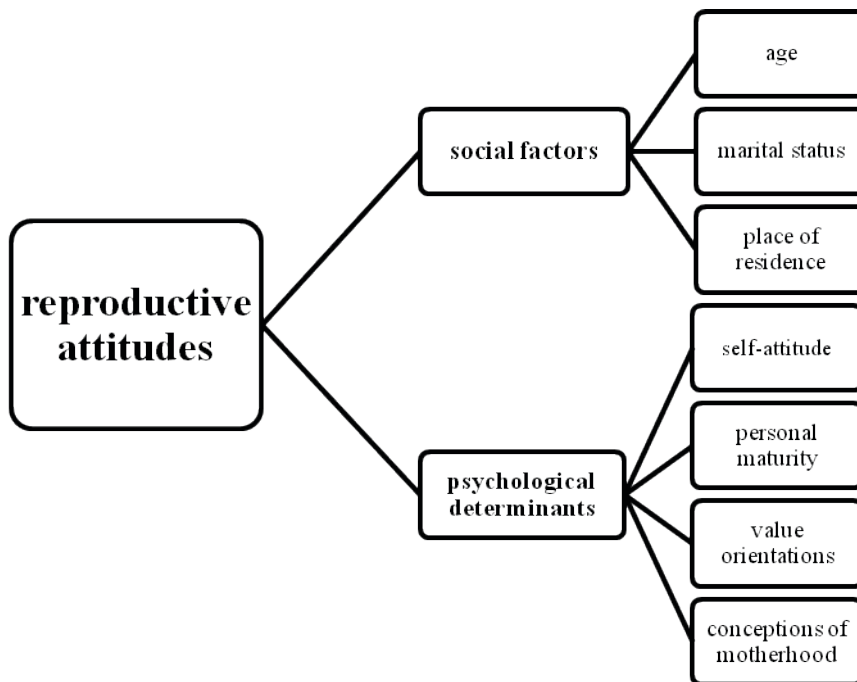 reproductive
attitudes
social factors
age
marital status
place of
residence
psychological
determinants
self-attitude
personal
maturity
value
orientations
conceptions of
motherhood